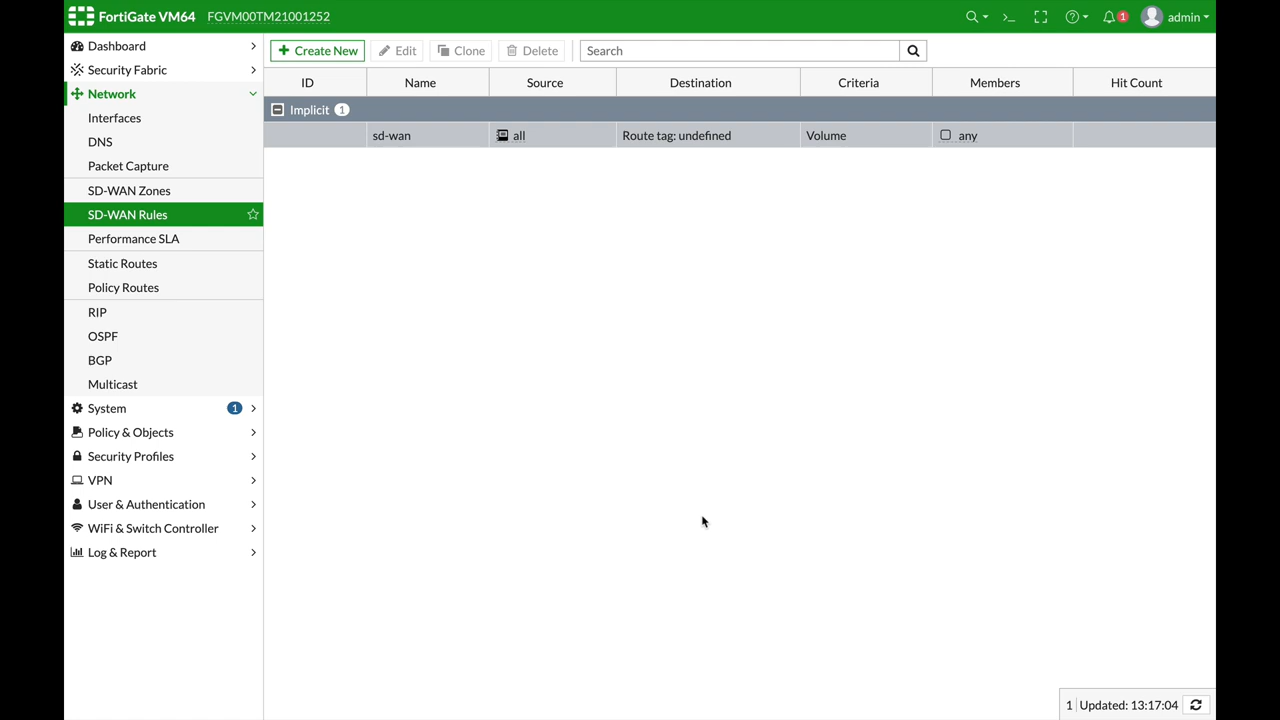 FortiGate VM64 FGVM00TM21001252 1 admin
Dashboard
Security Fabric
Network
Interfaces
DNS
Packet Capture
SD-WAN Zones
SD-WAN Rules
Performance SLA
Static Routes
Policy Routes
RIP
OSPF
BGP
Multicast
System 1
Policy & Objects
Security Profiles
VPN
User & Authentication
WiFi & Switch Controller
Log & Report
+ Create New Edit Clone Delete Search
ID Name Source Destination Criteria Members Hit Count
Implicit 1
sd-wan all Route tag: undefined Volume any
1 Updated: 13:17:04